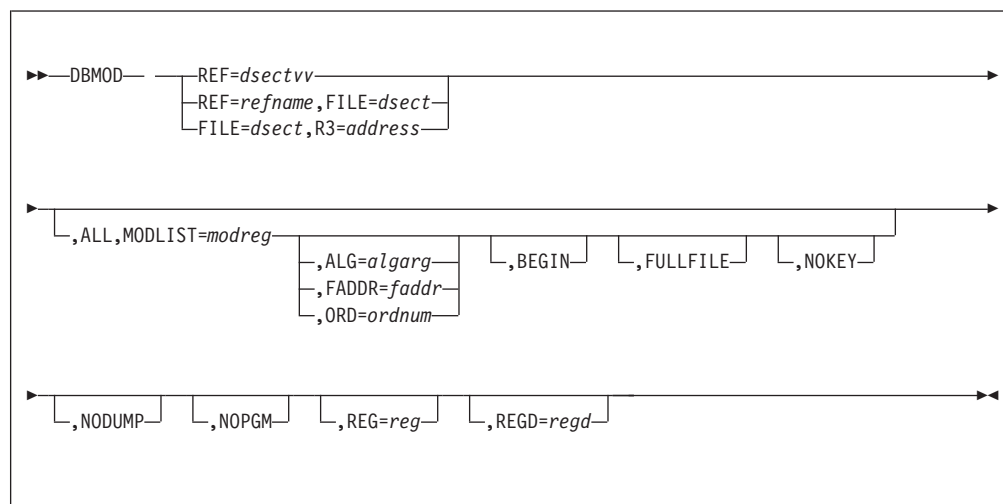 DBMOD REF=dsectvv
REF=refname,FILE=dsect
FILE=dsect,R3=address
,ALL,MODLIST=modreg ,ALG=algarg ,BEGIN ,FULLFILE ,NOKEY
,FADDR=faddr
,ORD=ordnum
,NODUMP ,NOPGM ,REG=reg ,REGD=regd